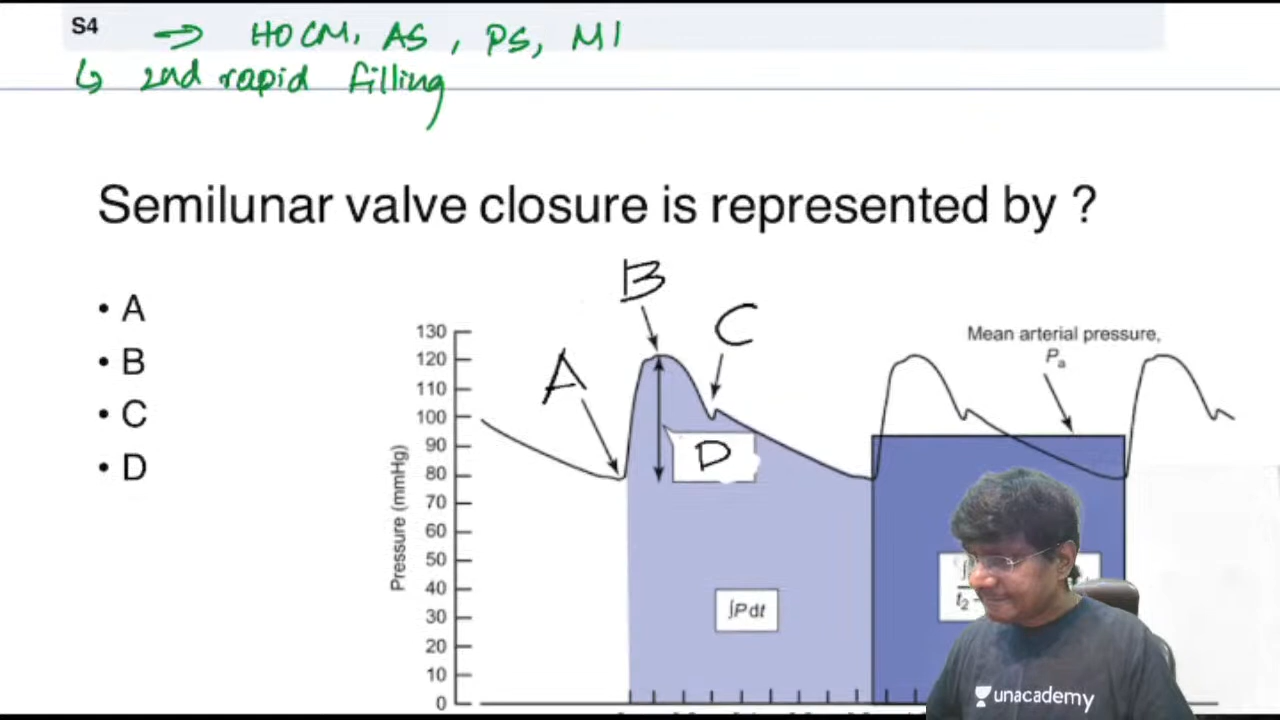 S4 → HOCM, AS, PS, MI
↳ 2nd rapid filling
Semilunar valve closure is represented by ?
• A
• B
• C
• D
B
C
A
D
Mean arterial pressure,
Pa
Pressure (mmHg)
130
120
110
100
90
80
70
60
50
40
30
20
10
0
∫Pdt
t2
unacademy